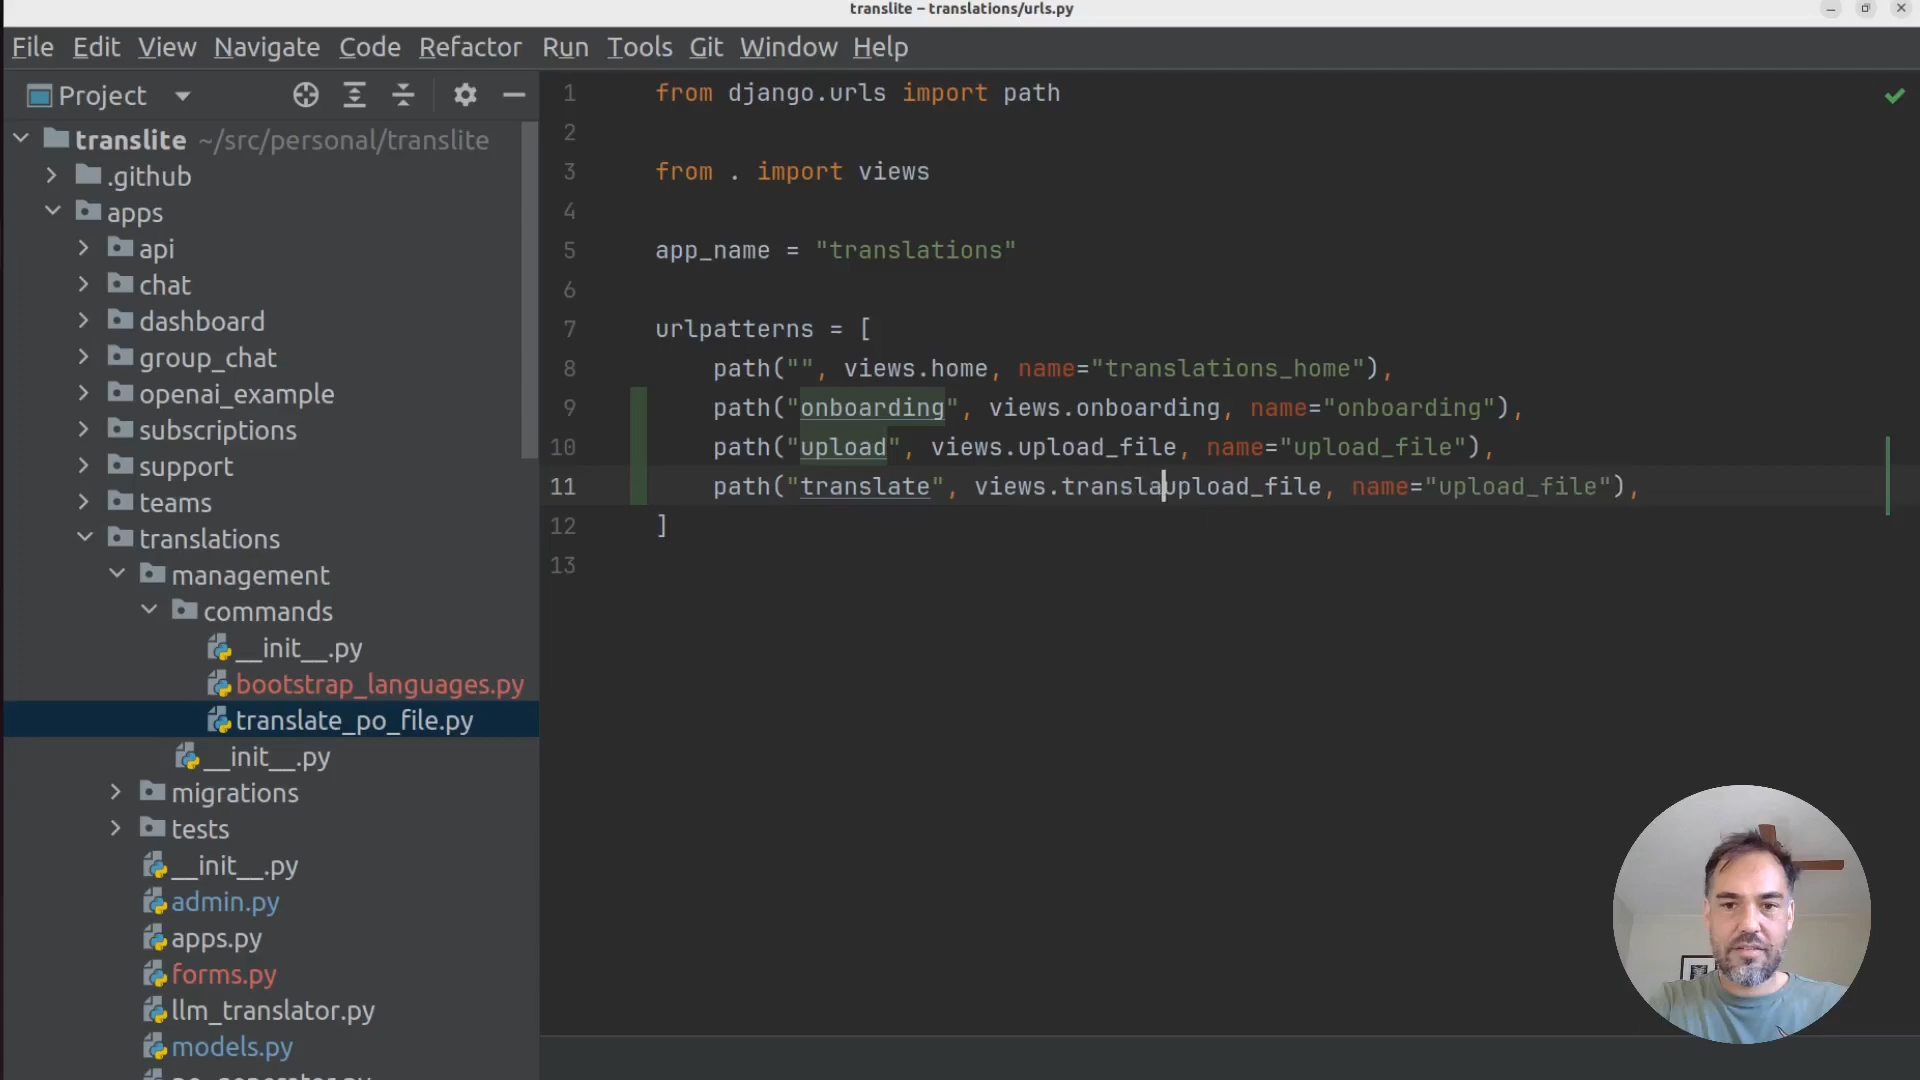 translite – translations/urls.py
File Edit View Navigate Code Refactor Run Tools Git Window Help
Project
translite ~/src/personal/translite
.github
apps
api
chat
dashboard
group_chat
openai_example
subscriptions
support
teams
translations
management
commands
__init__.py
bootstrap_languages.py
translate_po_file.py
__init__.py
migrations
tests
__init__.py
admin.py
apps.py
forms.py
llm_translator.py
models.py
1 from django.urls import path
2
3 from . import views
4
5 app_name = "translations"
6
7 urlpatterns = [
8 path("", views.home, name="translations_home"),
9 path("onboarding", views.onboarding, name="onboarding"),
10 path("upload", views.upload_file, name="upload_file"),
11 path("translate", views.translaupload_file, name="upload_file"),
12 ]
13